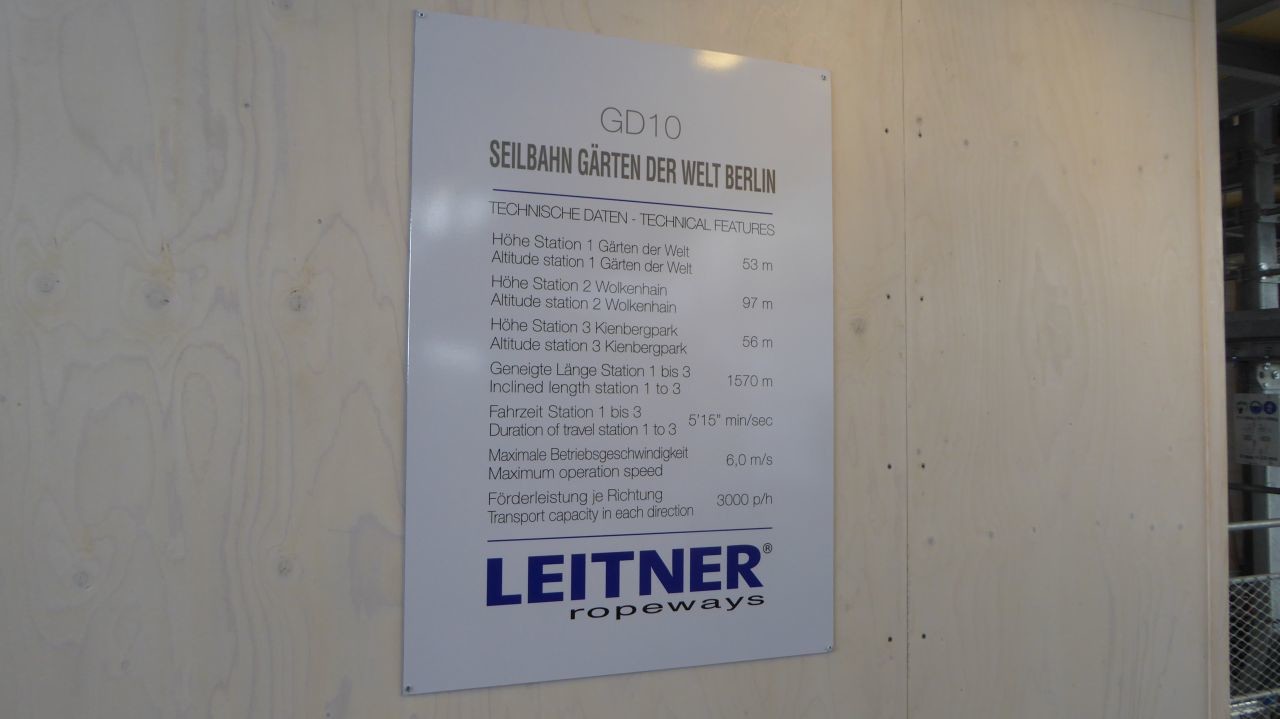 GD10
SEILBAHN GÄRTEN DER WELT BERLIN
TECHNISCHE DATEN - TECHNICAL FEATURES
Höhe Station 1 Gärten der Welt
Altitude station 1 Gärten der Welt 53 m
Höhe Station 2 Wolkenhain
Altitude station 2 Wolkenhain 97 m
Höhe Station 3 Kienbergpark
Altitude station 3 Kienbergpark 56 m
Geneigte Länge Station 1 bis 3
Inclined length station 1 to 3 1570 m
Fahrzeit Station 1 bis 3
Duration of travel station 1 to 3 5'15" min/sec
Maximale Betriebsgeschwindigkeit
Maximum operation speed 6,0 m/s
Förderleistung je Richtung
Transport capacity in each direction 3000 p/h
LEITNER®
ropeways